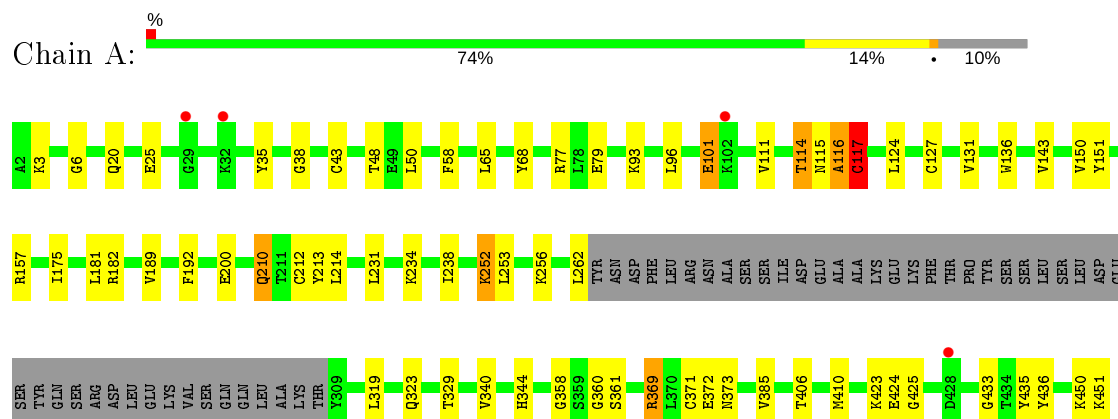 %
Chain A:
74% 14% • 10%
A2 K3 G6 Q20 E25 G29 K32 Y35 G38 C43 T48 E49 L50 F58 L65 Y68 R77 L78 E79 K93 L96 E101 K102 V111 T114 N115 A116 C117 L124 C127 V131 W136 V143 V150 Y151
R157 I175 L181 R182 V189 F192 E200 Q210 T211 C212 Y213 L214 L231 K234 I238 K252 L253 K256 L262 TYR ASN ASP PHE LEU ARG ASN ALA SER SER ILE ASP GLU ALA ALA LYS GLU LYS PHE THR PRO TYR SER SER LEU SER LEU ASP GLU
SER TYR GLN SER ARG ASP LEU GLU LYS VAL SER GLN GLN LEU ALA LYS THR Y309 L319 Q323 T329 V340 H344 G358 S359 G360 S361 R369 L370 C371 E372 N373 V385 T406 M410 K423 E424 G425 D428 G433 T434 Y435 Y436 K450 K451